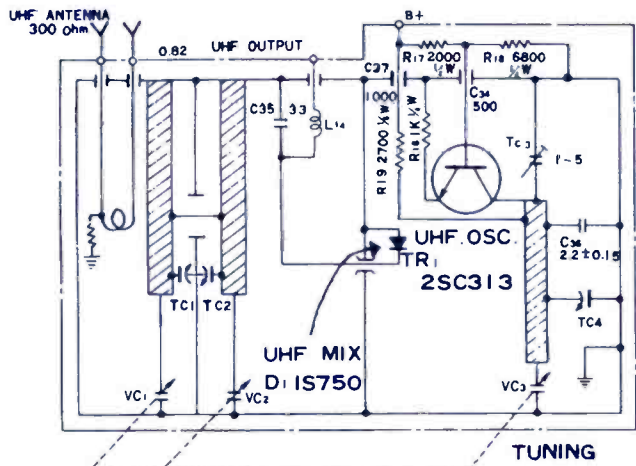 UHF ANTENNA
300 ohm
B+
0.82
UHF OUTPUT
C37
1000
R17 2000
½W
R18 6800
½W
C34
500
C35
33
L14
R19 2700 ½W
R16 1K ½W
TC3
1~5
UHF.OSC.
TR1
2SC313
C36
2.2±0.15
TC1
TC2
TC4
UHF MIX
D1 1S750
VC1
VC2
VC3
TUNING